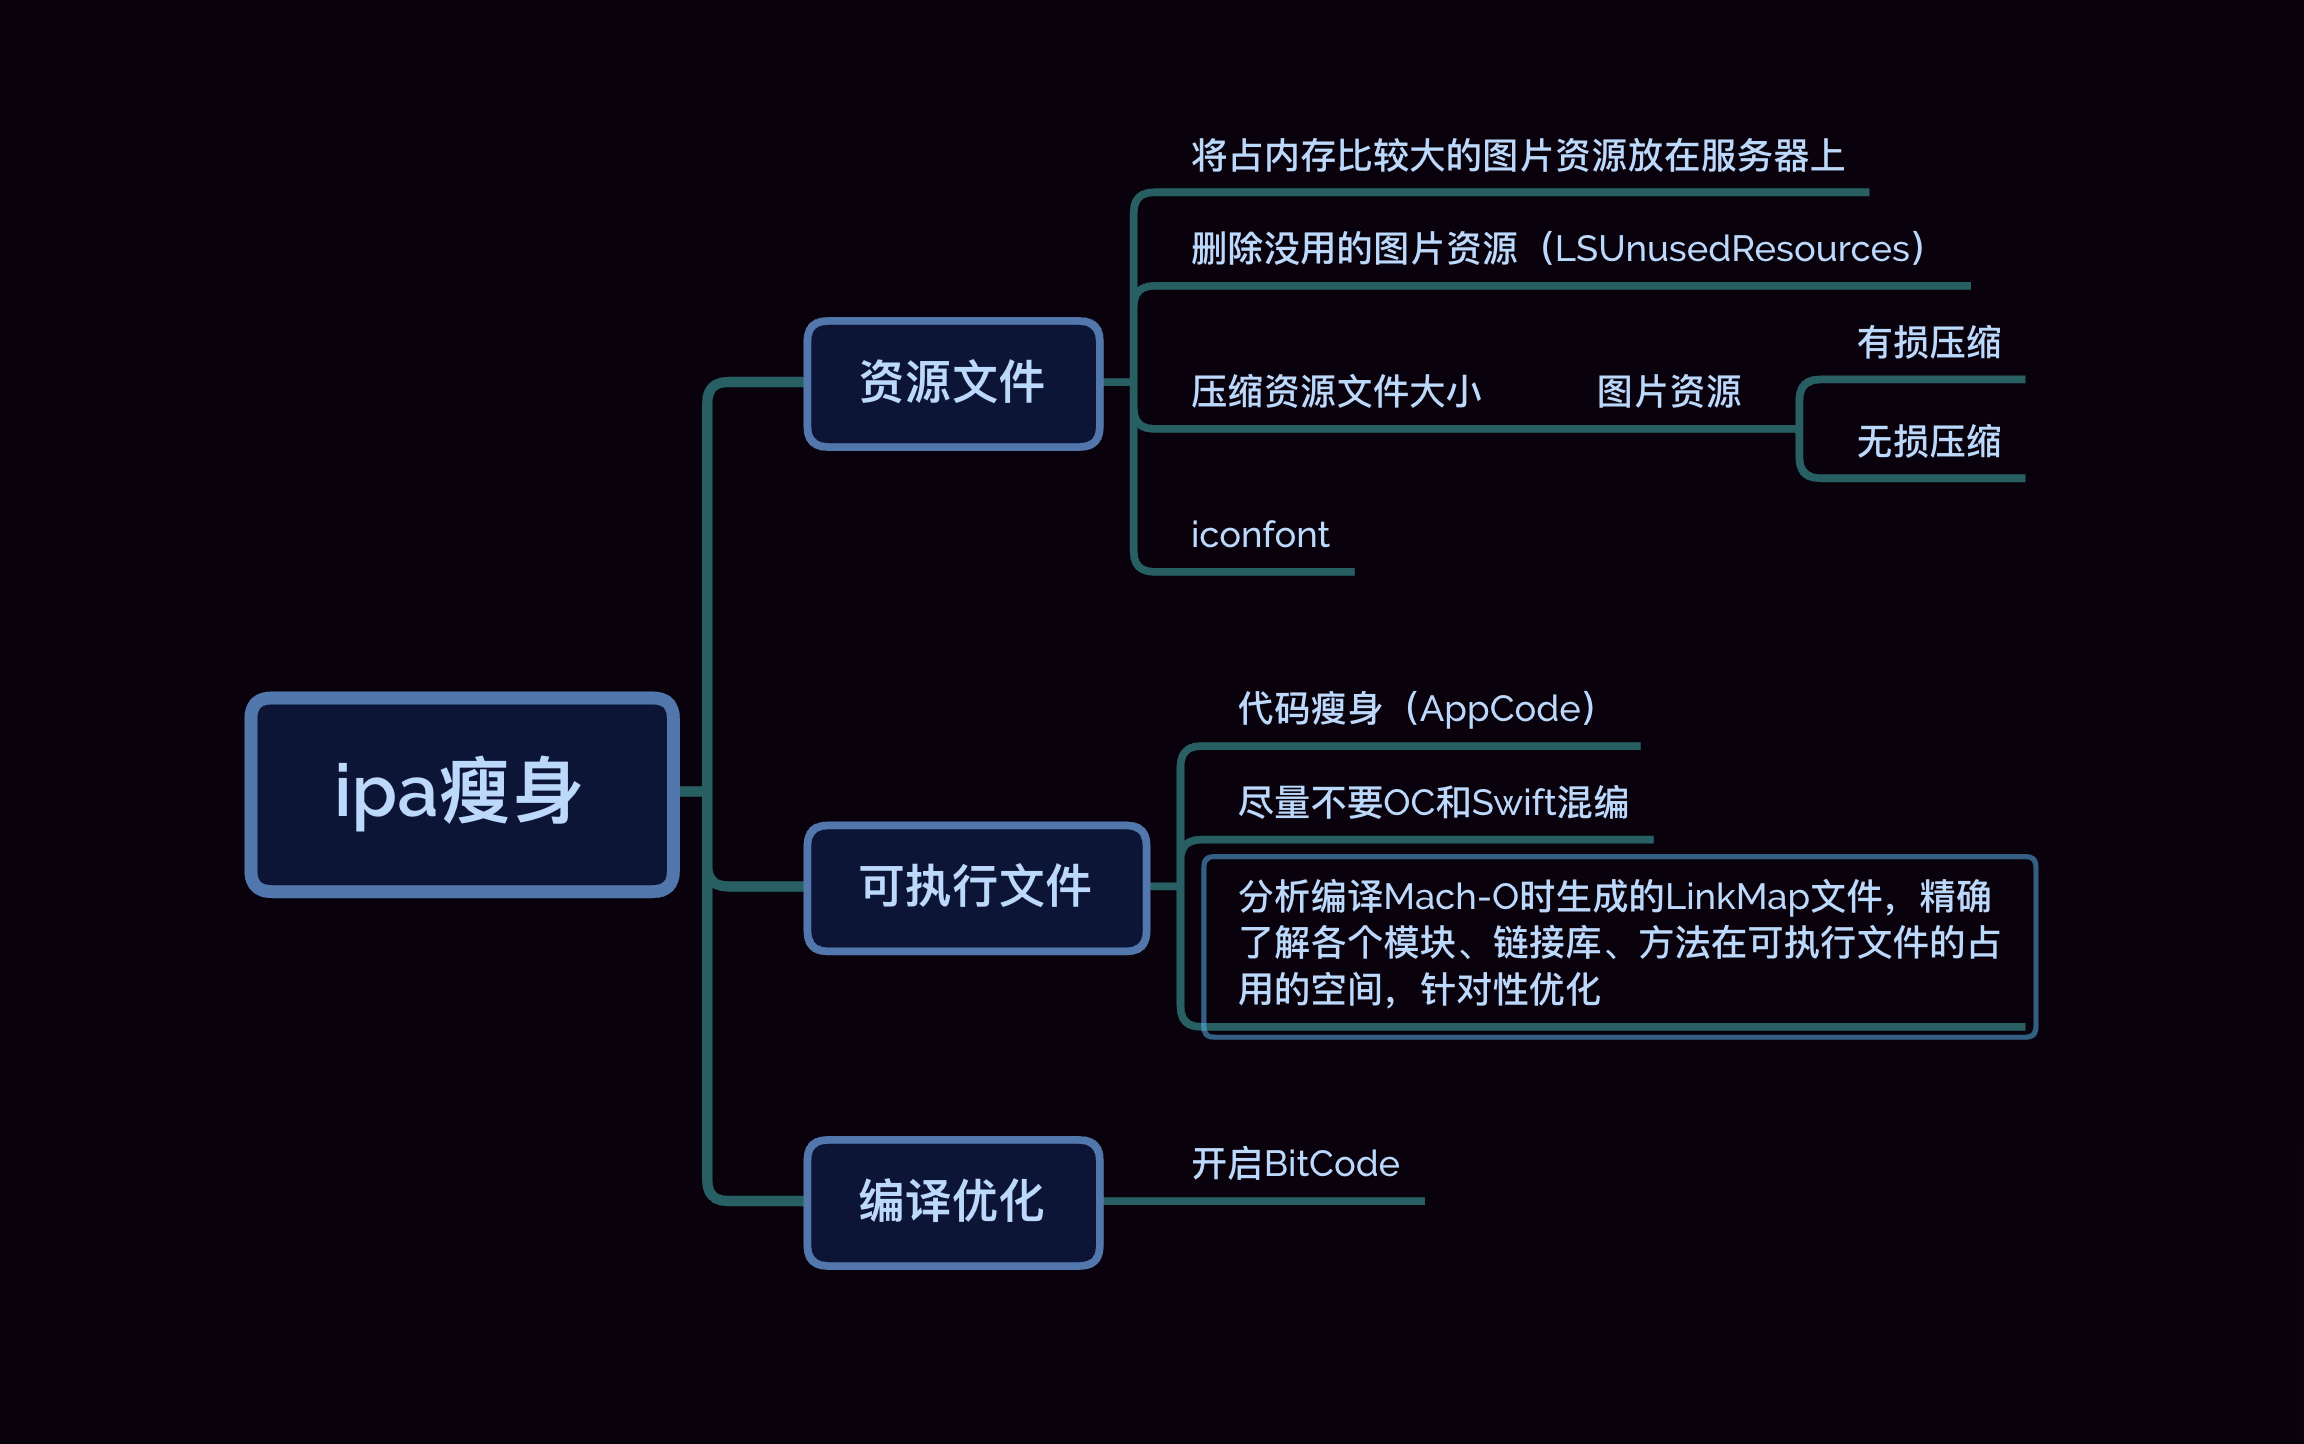 将占内存比较大的图片资源放在服务器上
删除没用的图片资源（LSUnusedResources）
有损压缩
资源文件
压缩资源文件大小
图片资源
无损压缩
iconfont
代码瘦身（AppCode）
ipa瘦身
尽量不要OC和Swift混编
可执行文件
分析编译Mach-O时生成的LinkMap文件，精确
了解各个模块、链接库、方法在可执行文件的占
用的空间，针对性优化
开启BitCode
编译优化